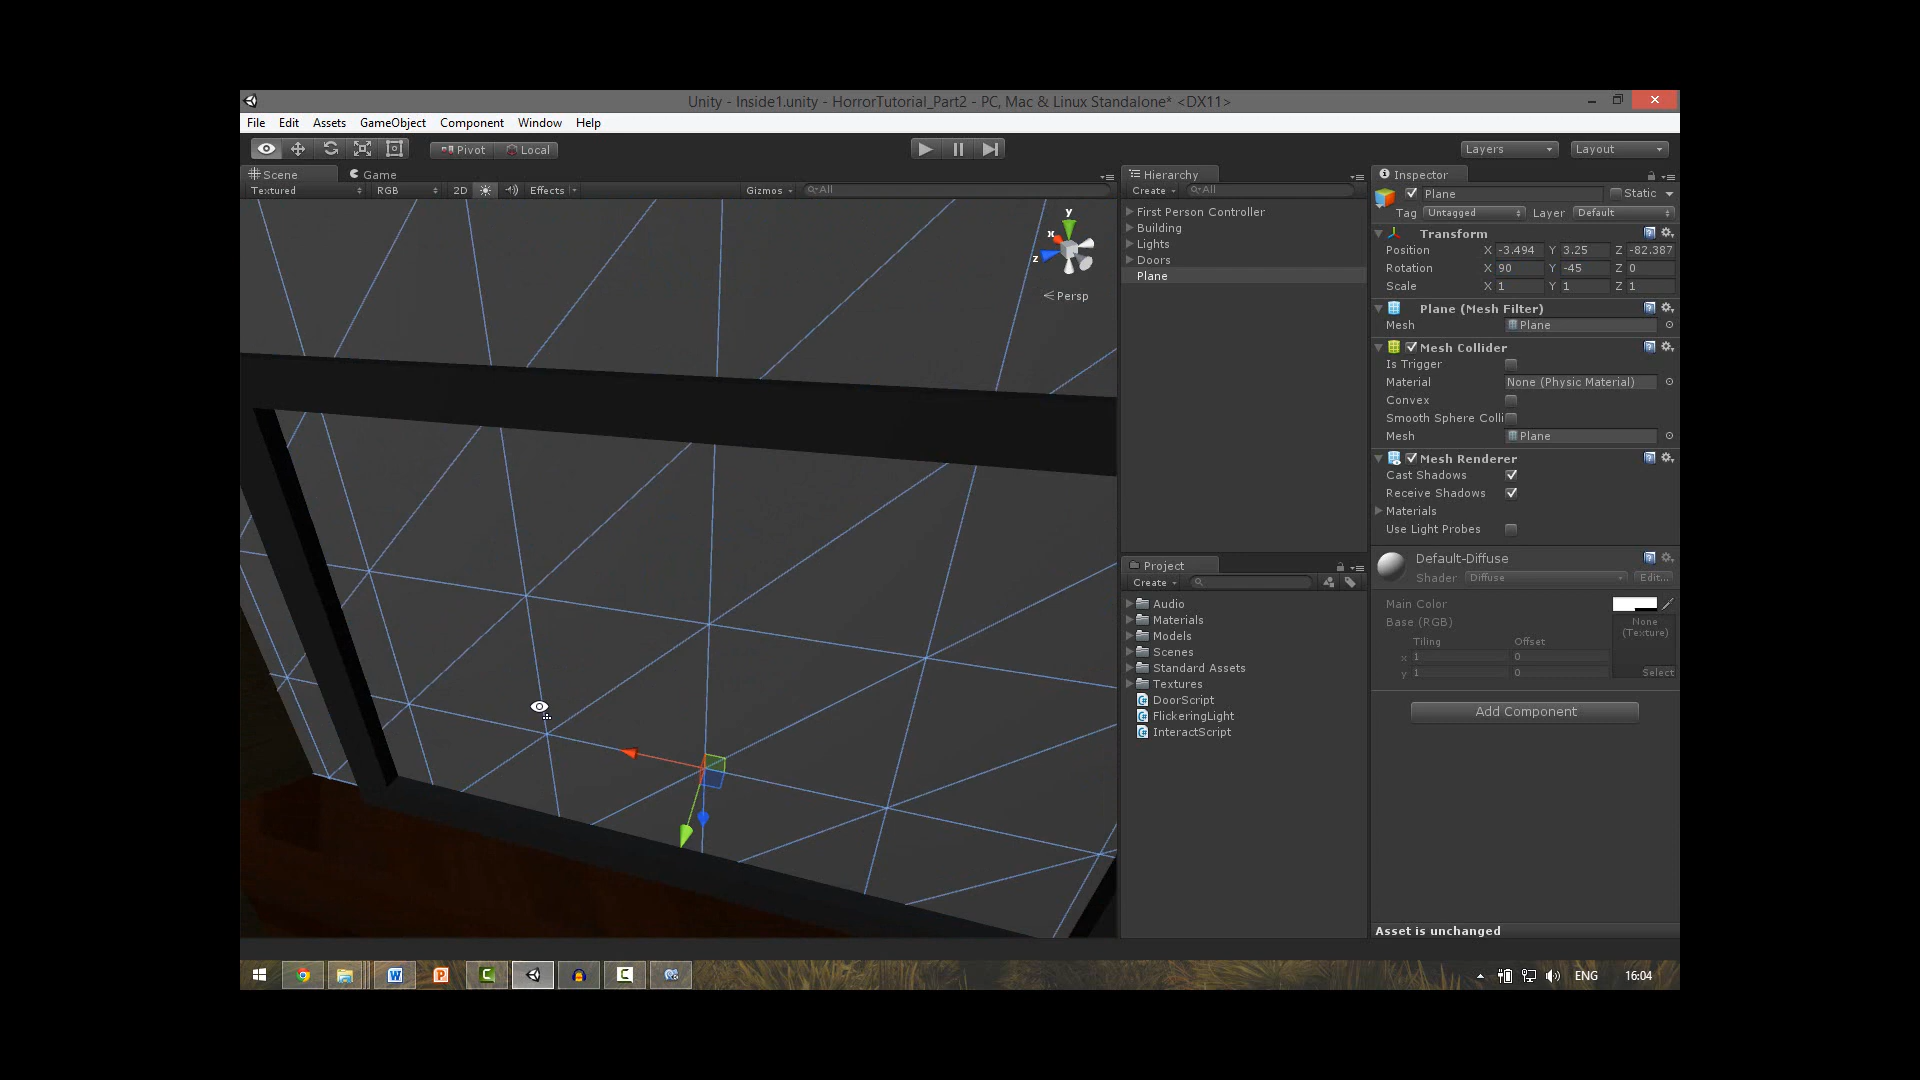 Unity - Inside1.unity - HorrorTutorial_Part2 - PC, Mac & Linux Standalone* <DX11>
File Edit Assets GameObject Component Window Help
Pivot Local Layers Layout
Scene Game
Textured RGB 2D Effects Gizmos All
y
x
z
Persp
Hierarchy
Create All
First Person Controller
Building
Lights
Doors
Plane
Project
Create
Audio
Materials
Models
Scenes
Standard Assets
Textures
DoorScript
FlickeringLight
InteractScript
Inspector
Plane Static
Tag Untagged Layer Default
Transform
Position X -3.494 Y 3.25 Z -82.387
Rotation X 90 Y -45 Z 0
Scale X 1 Y 1 Z 1
Plane (Mesh Filter)
Mesh Plane
Mesh Collider
Is Trigger
Material None (Physic Material)
Convex
Smooth Sphere Colli
Mesh Plane
Mesh Renderer
Cast Shadows
Receive Shadows
Materials
Use Light Probes
Default-Diffuse
Shader Diffuse Edit...
Main Color
Base (RGB) None
(Texture)
Tiling Offset
x 1 0
y 1 0 Select
Add Component
Asset is unchanged
ENG 16:04